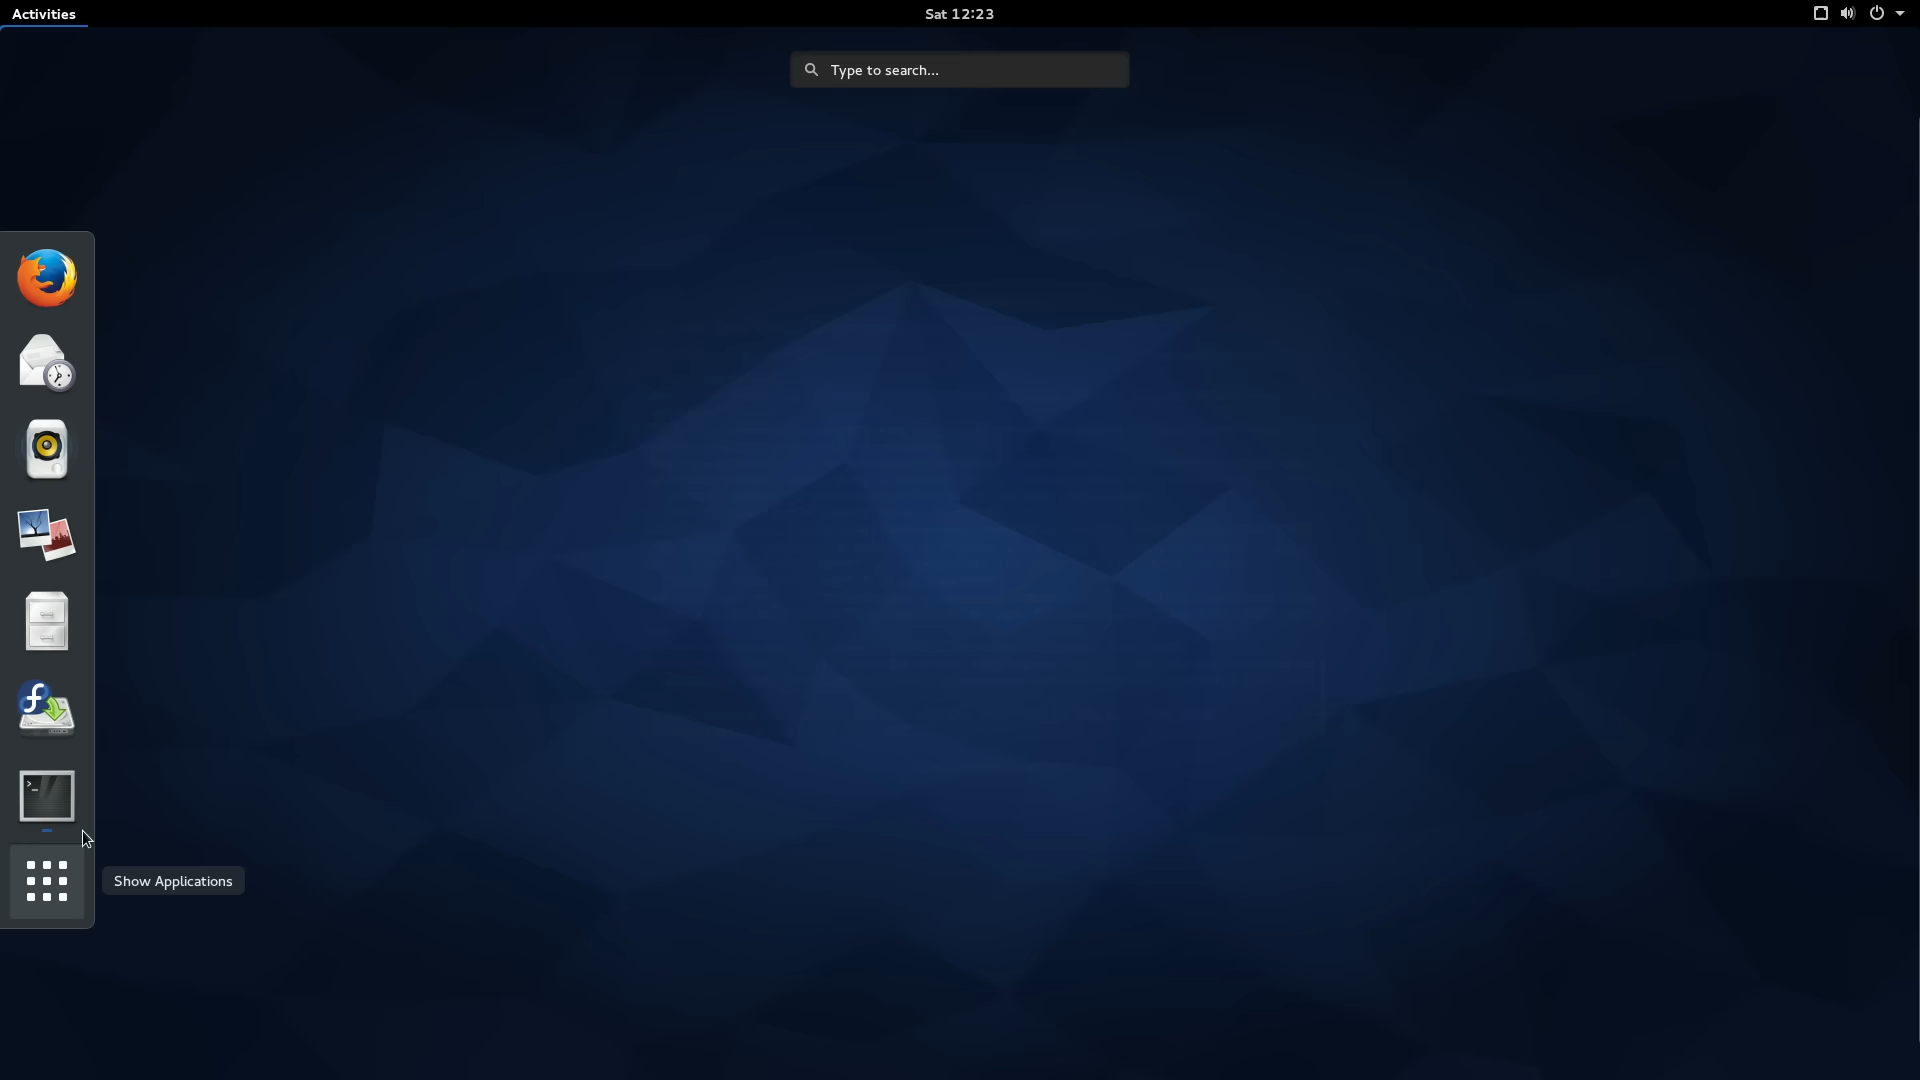 Activities
Sat 12:23
Type to search...
Show Applications